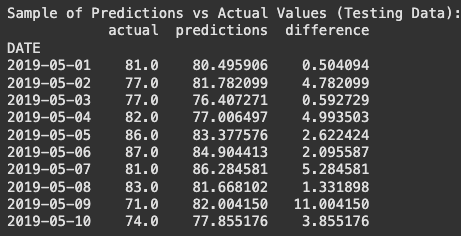 Sample of Predictions vs Actual Values (Testing Data):
actual predictions difference
DATE
2019-05-01 81.0 80.495906 0.504094
2019-05-02 77.0 81.782099 4.782099
2019-05-03 77.0 76.407271 0.592729
2019-05-04 82.0 77.006497 4.993503
2019-05-05 86.0 83.377576 2.622424
2019-05-06 87.0 84.904413 2.095587
2019-05-07 81.0 86.284581 5.284581
2019-05-08 83.0 81.668102 1.331898
2019-05-09 71.0 82.004150 11.004150
2019-05-10 74.0 77.855176 3.855176